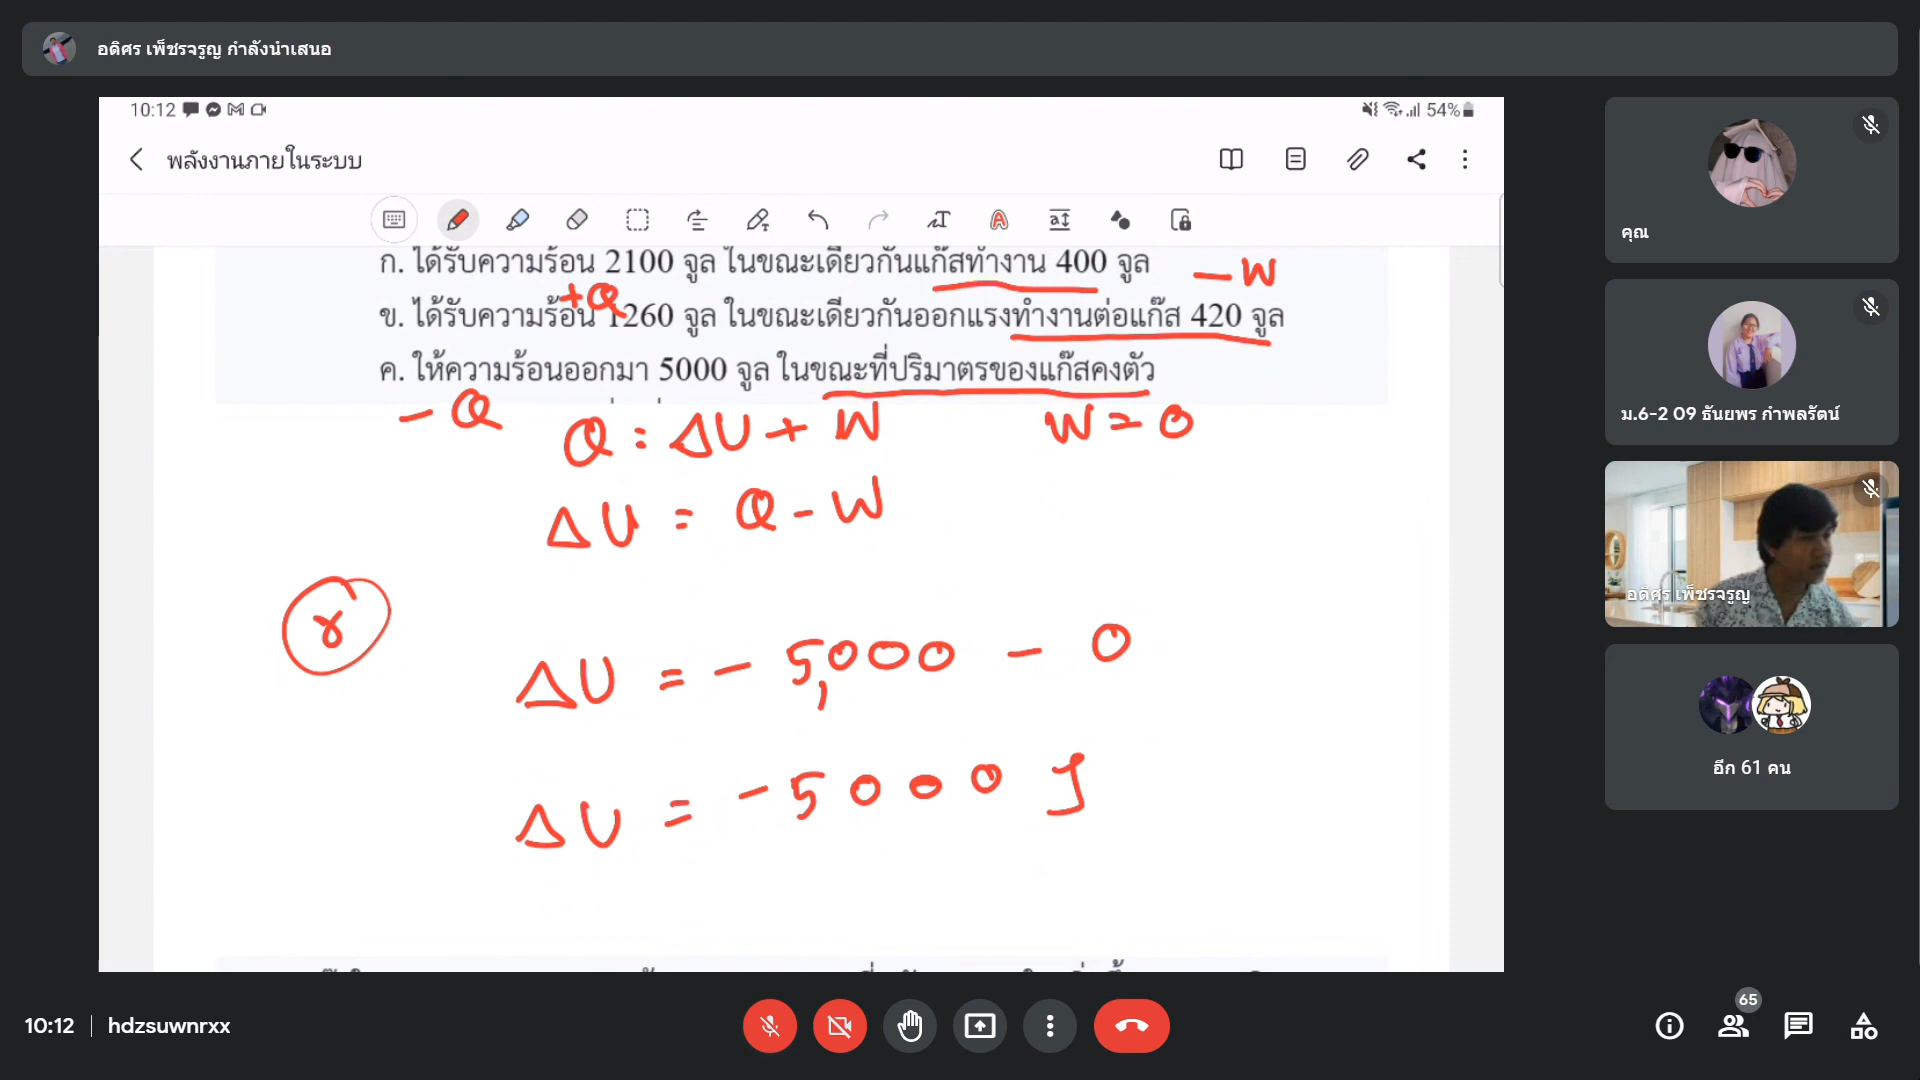 อดิศร เพ็ชรจรูญ กำลังนำเสนอ
10:12
54%
พลังงานภายในระบบ
ก. ได้รับความร้อน 2100 จูล ในขณะเดียวกันแก๊สทำงาน 400 จูล
- W
+Q
ข. ได้รับความร้อน 1260 จูล ในขณะเดียวกันออกแรงทำงานต่อแก๊ส 420 จูล
ค. ให้ความร้อนออกมา 5000 จูล ในขณะที่ปริมาตรของแก๊สคงตัว
- Q
Q = ΔU + W
W = 0
ΔU = Q - W
ΔU = - 5,000 - 0
ΔU = - 5000 J
คุณ
ม.6-2 09 ธันยพร กำพลรัตน์
อดิศร เพ็ชรจรูญ
อีก 61 คน
10:12
hdzsuwnrxx
65